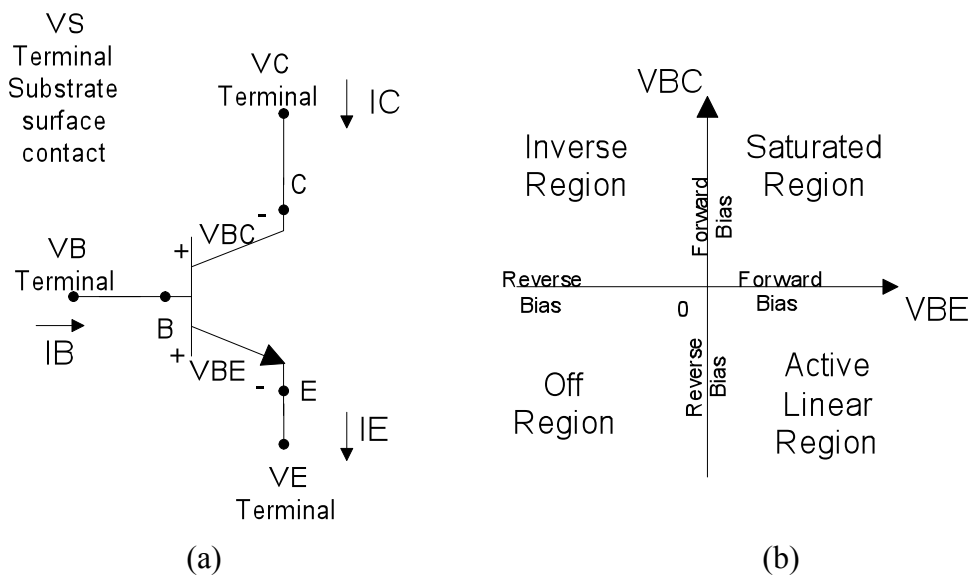 VS
Terminal
Substrate
surface
contact
VC
Terminal
IC
C
-
+
VBC
VB
Terminal
B
IB
+
VBE
-
E
IE
VE
Terminal
(a)
VBC
Inverse
Region
Saturated
Region
Forward
Bias
Reverse
Bias
Forward
Bias
0
VBE
Reverse
Bias
Off
Region
Active
Linear
Region
(b)